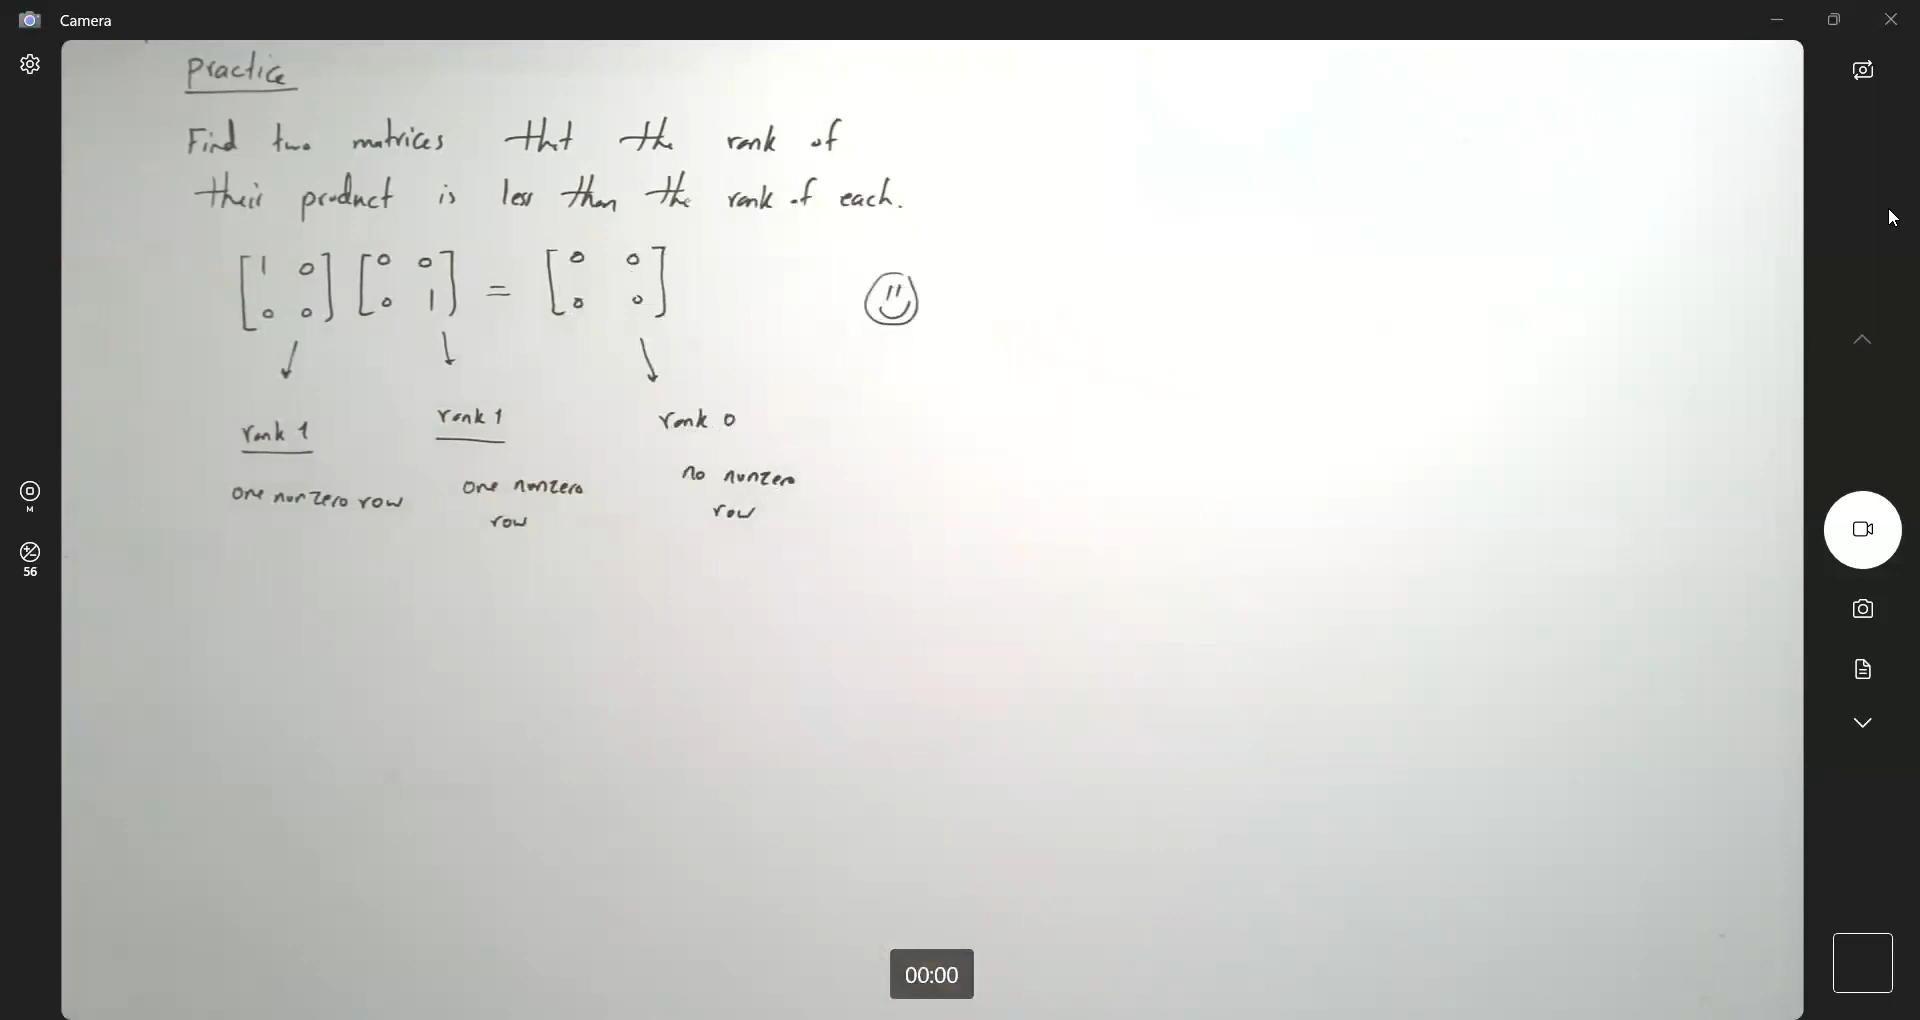 Camera
Practice
Find two matrices that the rank of
their product is less than the rank of each.
[1 0; 0 0] [0 0; 0 1] = [0 0; 0 0]
rank 1 rank 1 rank 0
one nonzero row one nonzero row no nonzero row
M
56
00:00